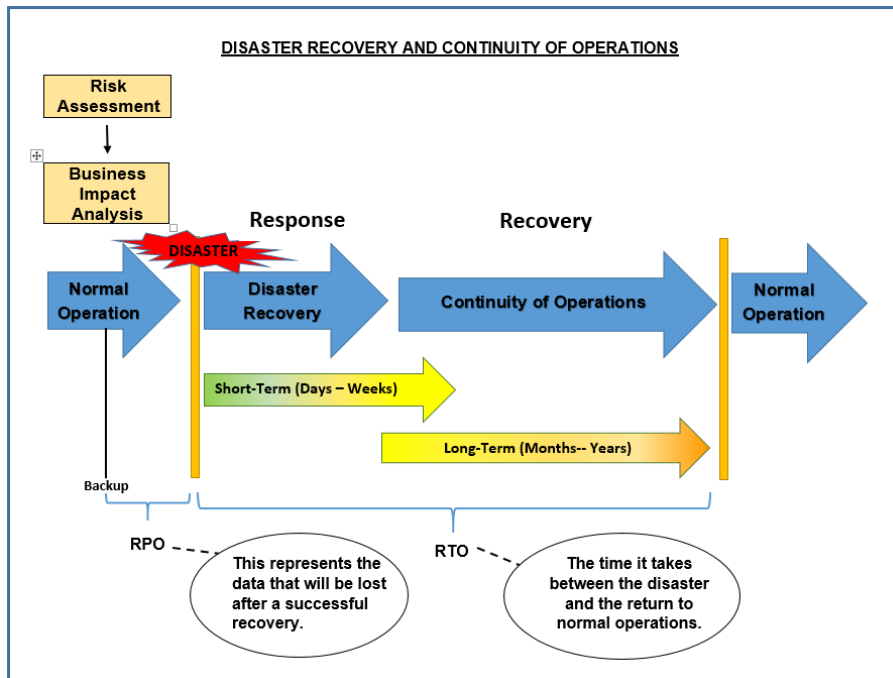 DISASTER RECOVERY AND CONTINUITY OF OPERATIONS
Risk
Assessment
Business
Impact
Analysis
Response
Recovery
DISASTER
Normal
Operation
Disaster
Recovery
Continuity of Operations
Normal
Operation
Short-Term (Days – Weeks)
Long-Term (Months-- Years)
Backup
RPO
This represents the
data that will be lost
after a successful
recovery.
RTO
The time it takes
between the disaster
and the return to
normal operations.